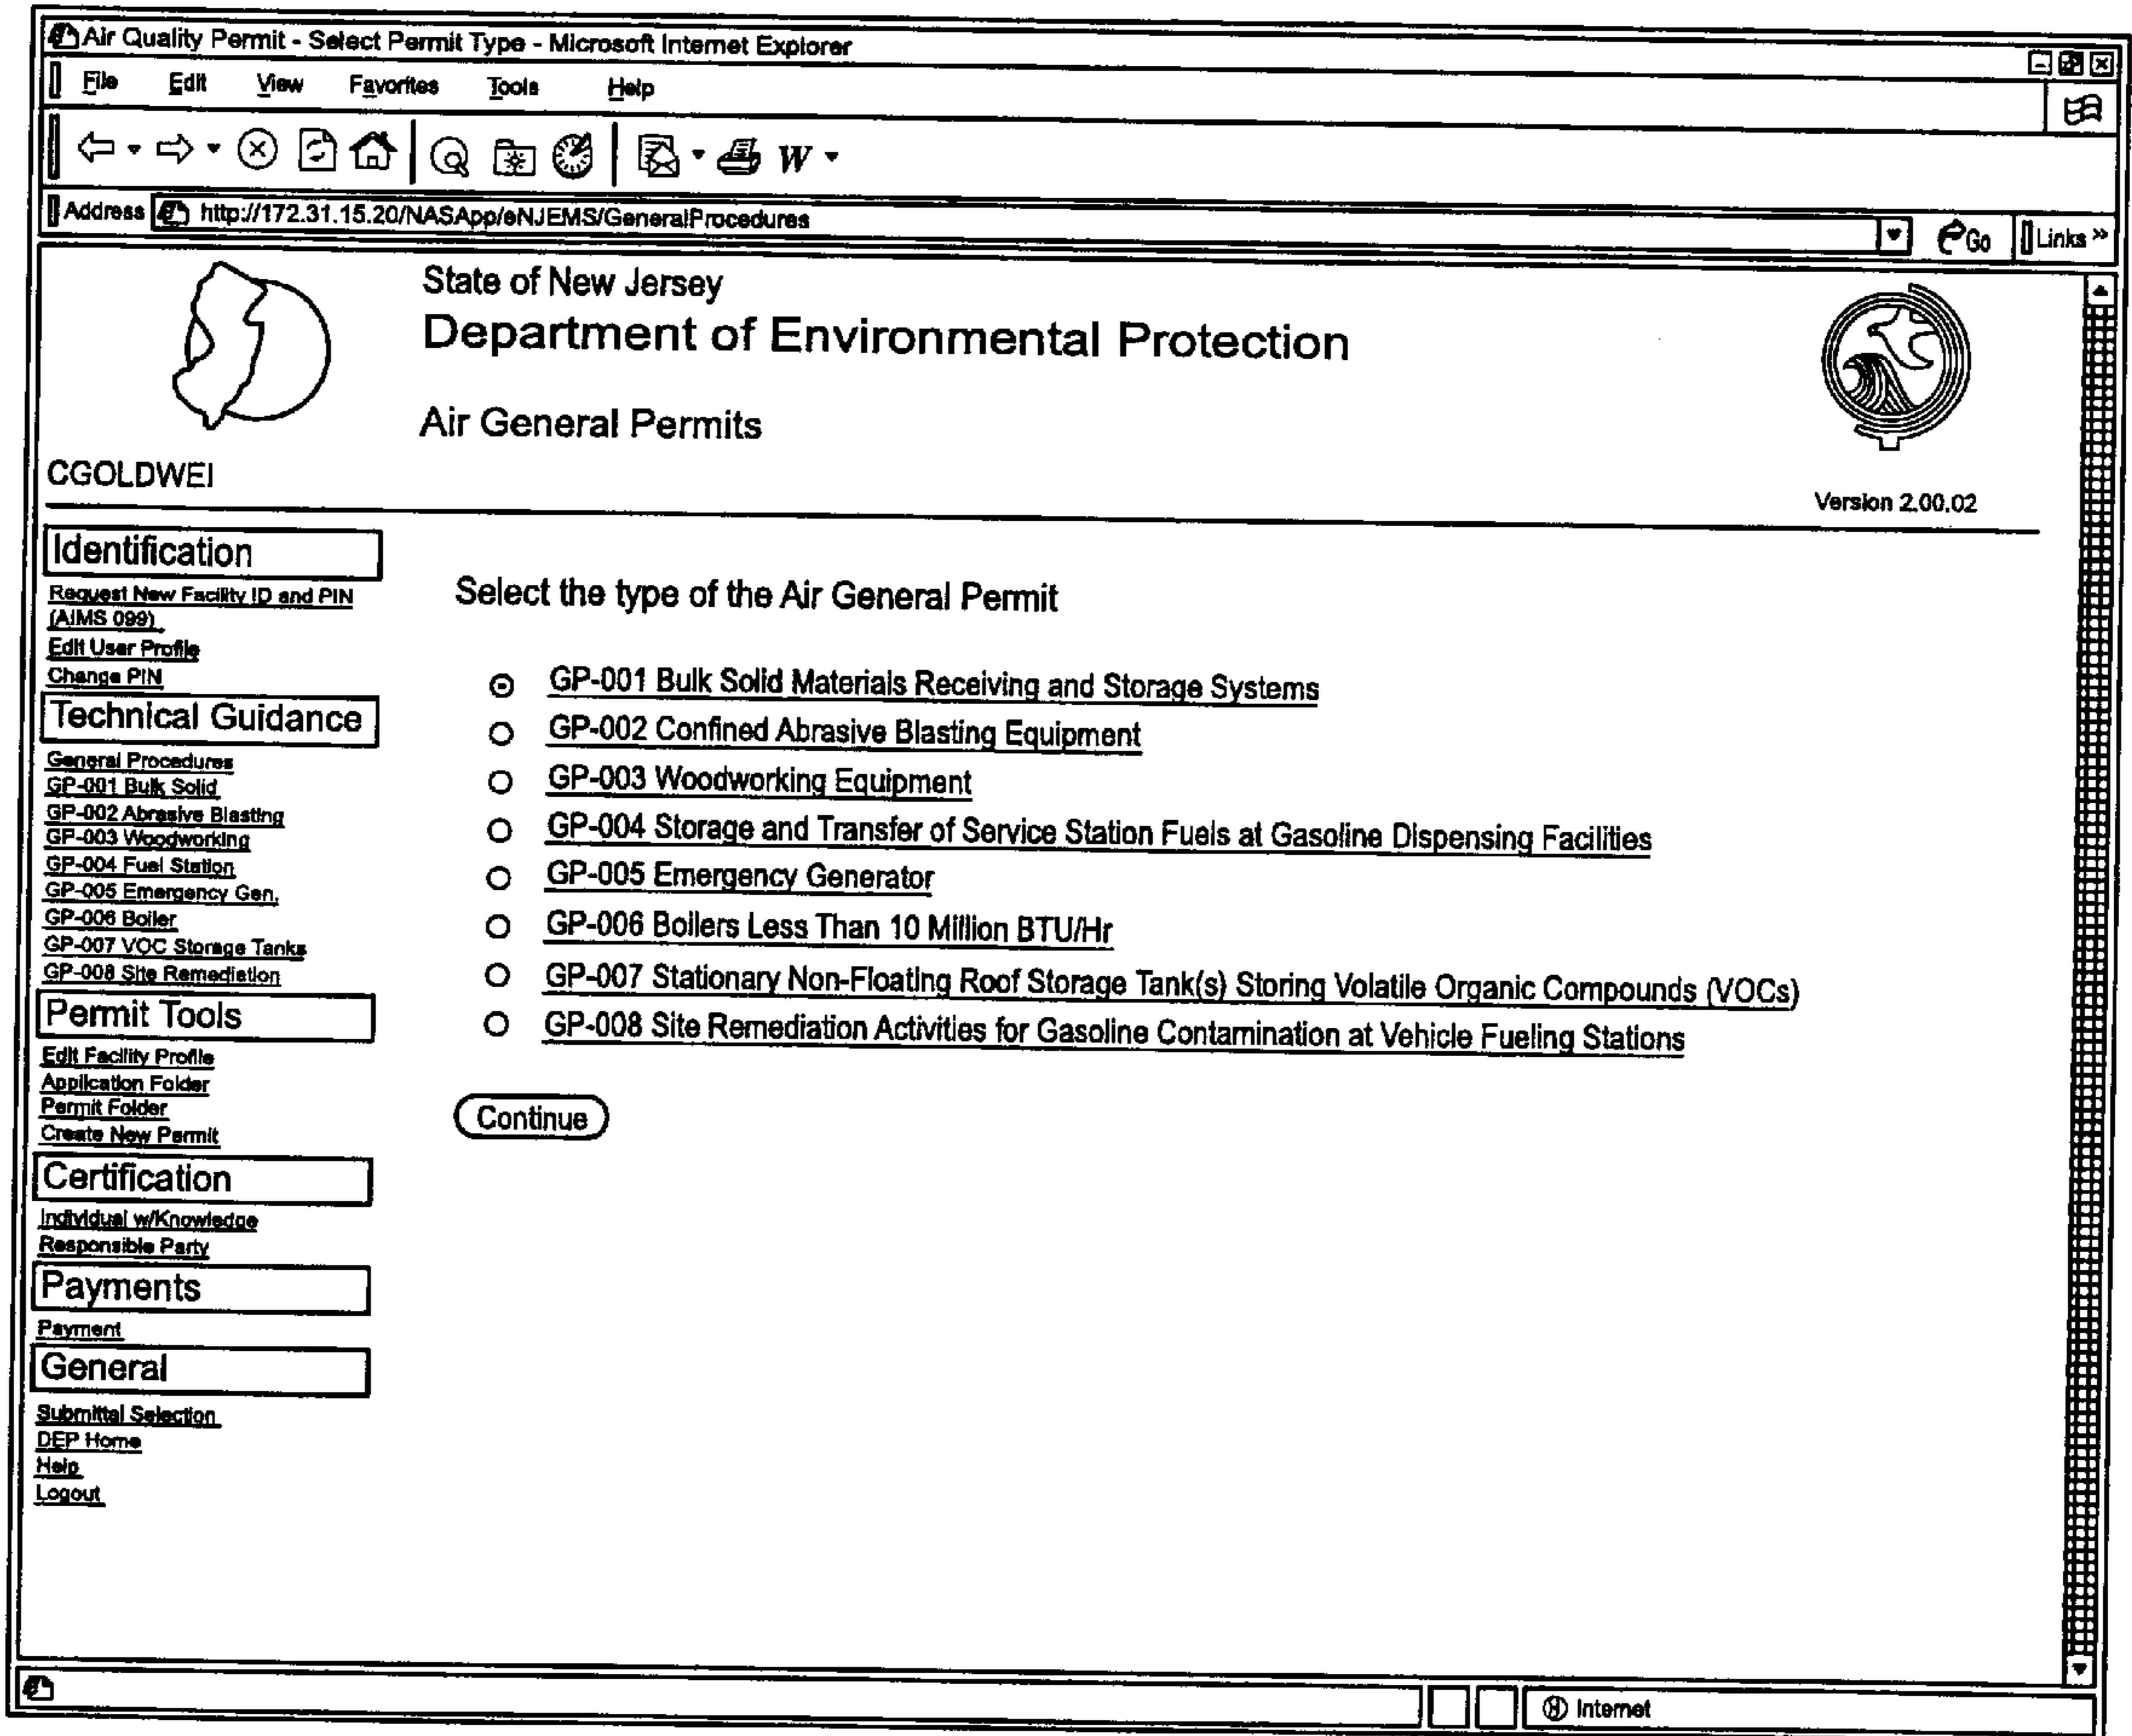 Air Quality Permit - Select Permit Type - Microsoft Internet Explorer
File Edit View Favorites Tools Help
W
Address http://172.31.15.20/NASApp/eNJEMS/GeneralProcedures Go Links »
State of New Jersey
Department of Environmental Protection
Air General Permits
CGOLDWEI
Version 2.00.02
Identification
Request New Facility ID and PIN
(AIMS 099)
Edit User Profile
Change PIN
Technical Guidance
General Procedures
GP-001 Bulk Solid
GP-002 Abrasive Blasting
GP-003 Woodworking
GP-004 Fuel Station
GP-005 Emergency Gen.
GP-006 Boiler
GP-007 VOC Storage Tanks
GP-008 Site Remediation
Permit Tools
Edit Facility Profile
Application Folder
Permit Folder
Create New Permit
Certification
Individual w/Knowledge
Responsible Party
Payments
Payment
General
Submittal Selection
DEP Home
Help
Logout
Select the type of the Air General Permit
GP-001 Bulk Solid Materials Receiving and Storage Systems
GP-002 Confined Abrasive Blasting Equipment
GP-003 Woodworking Equipment
GP-004 Storage and Transfer of Service Station Fuels at Gasoline Dispensing Facilities
GP-005 Emergency Generator
GP-006 Boilers Less Than 10 Million BTU/Hr
GP-007 Stationary Non-Floating Roof Storage Tank(s) Storing Volatile Organic Compounds (VOCs)
GP-008 Site Remediation Activities for Gasoline Contamination at Vehicle Fueling Stations
Continue
Internet